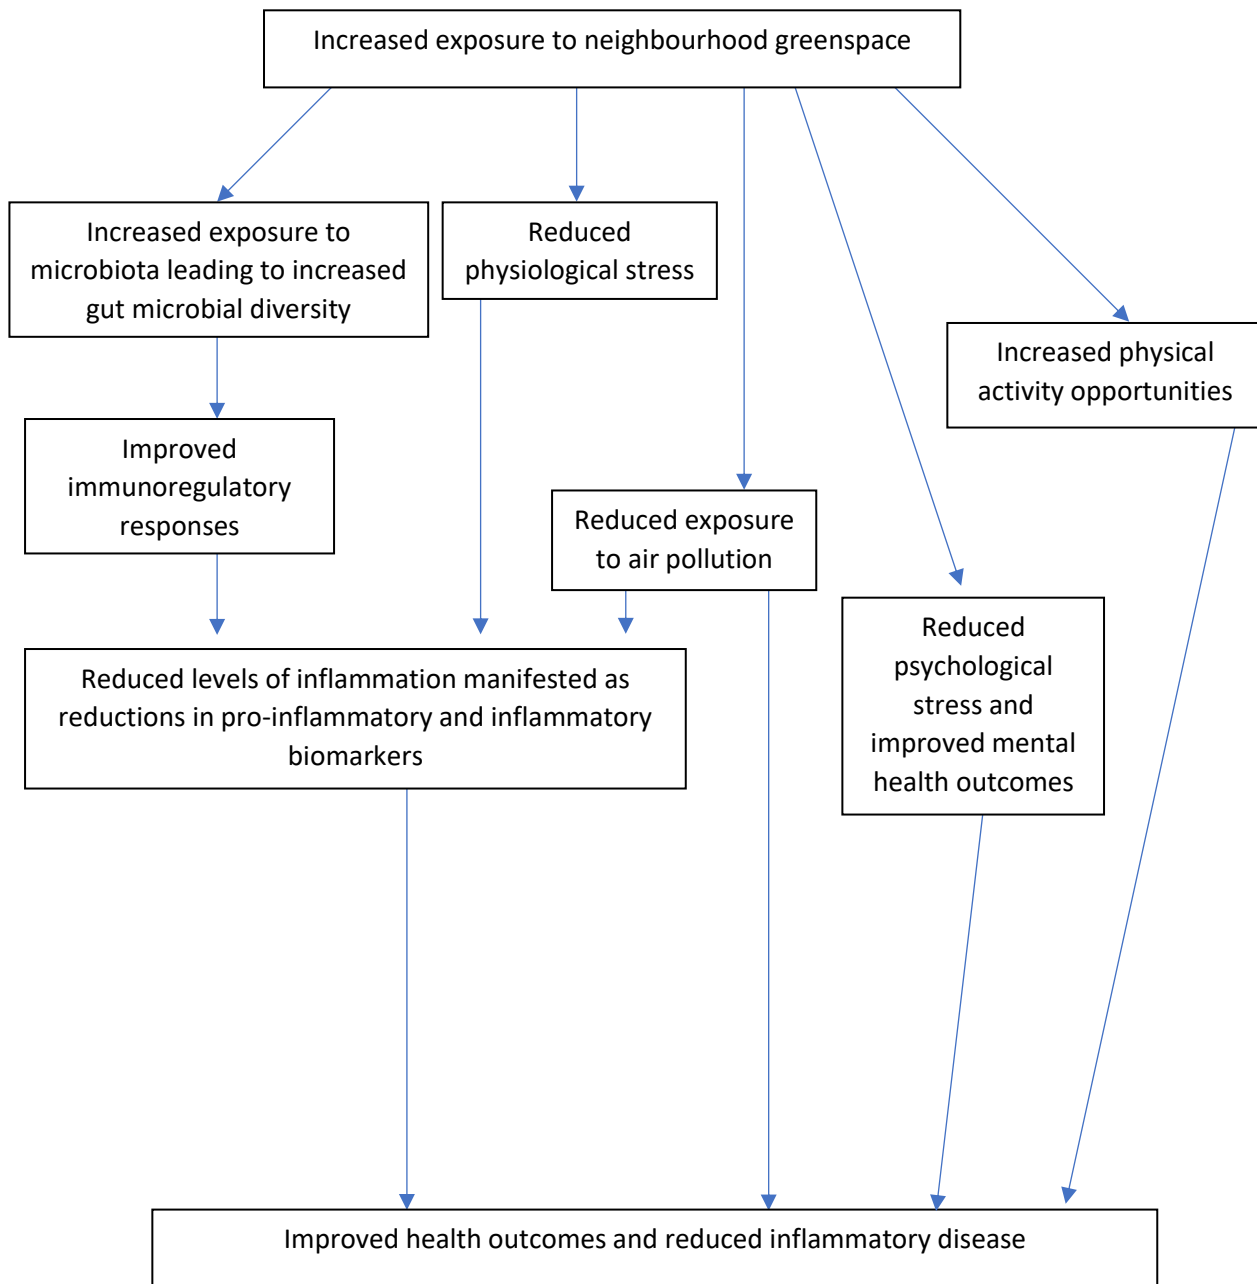 Increased exposure to neighbourhood greenspace
Increased exposure to
microbiota leading to increased
gut microbial diversity
Reduced
physiological stress
Increased physical
activity opportunities
Improved
immunoregulatory
responses
Reduced exposure
to air pollution
Reduced
psychological
stress and
improved mental
health outcomes
Reduced levels of inflammation manifested as
reductions in pro-inflammatory and inflammatory
biomarkers
Improved health outcomes and reduced inflammatory disease